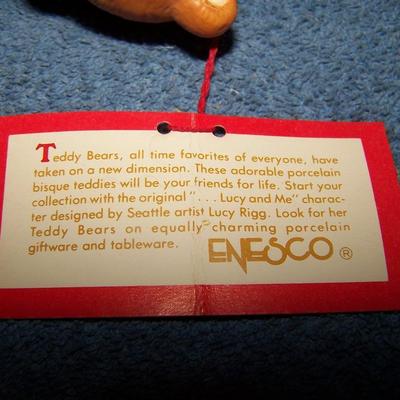 Teddy Bears, all time favorites of everyone, have
taken on a new dimension. These adorable porcelain
bisque teddies will be your friends for life. Start your
collection with the original ". . . Lucy and Me" charac-
ter designed by Seattle artist Lucy Rigg. Look for her
Teddy Bears on equally charming porcelain
giftware and tableware.
ENESCO ®